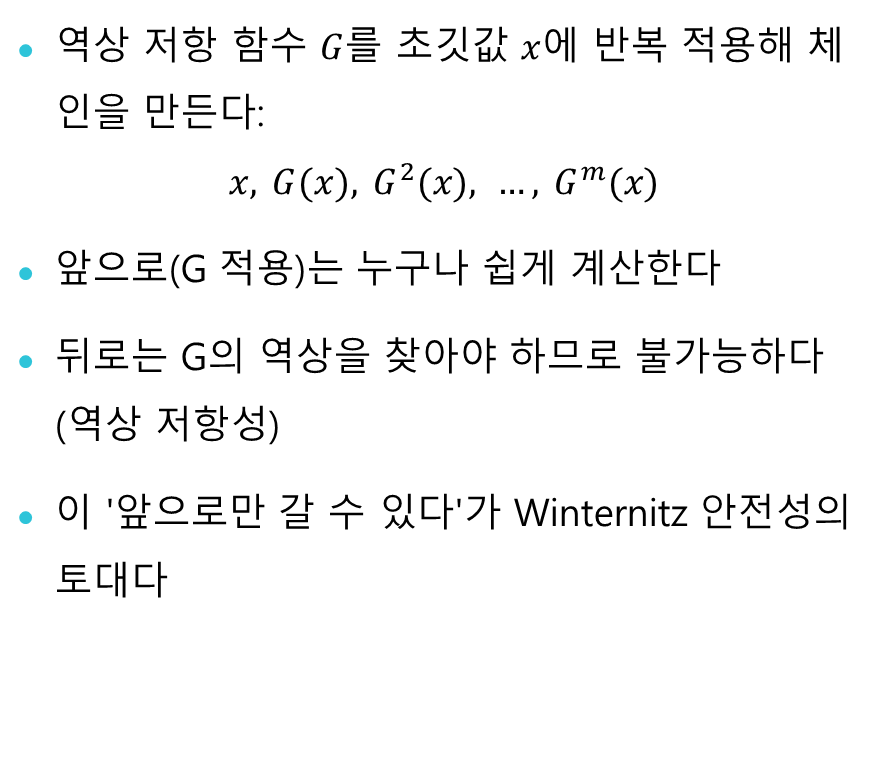 • 역상 저항 함수 𝐺를 초깃값 𝑥에 반복 적용해 체
인을 만든다:
𝑥, 𝐺(𝑥), 𝐺²(𝑥), …, 𝐺ᵐ(𝑥)
• 앞으로(G 적용)는 누구나 쉽게 계산한다
• 뒤로는 G의 역상을 찾아야 하므로 불가능하다
(역상 저항성)
• 이 '앞으로만 갈 수 있다'가 Winternitz 안전성의
토대다